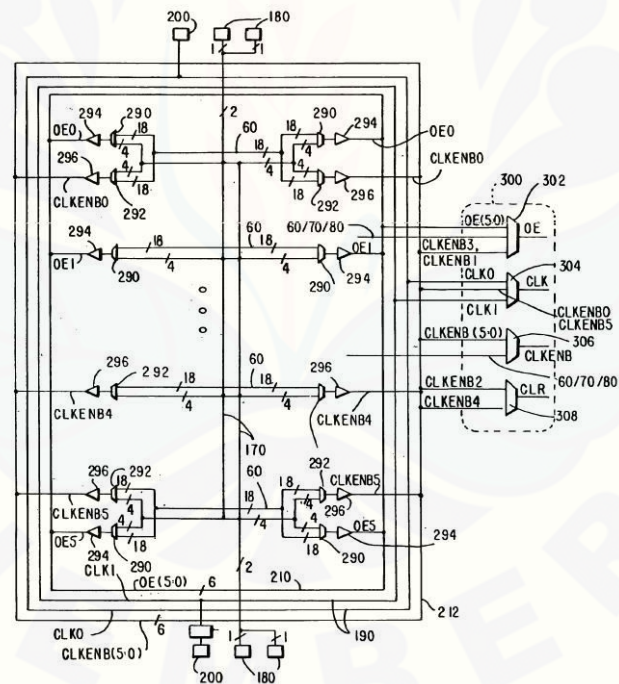 200
180
1 1
2
294 290 18 60 18 290 294
OE0 4 4 OE0
296 4 4 296
CLKENB0 18 18 CLKENB0
292 292
300 302
OE(5:0) OE
60/70/80
294 18 60 18 OE1
CLKENB3,
CLKENB1
OE1 4 4
290 290 294
CLK0 304
CLK
CLK1 CLKENB0
CLKENB5
CLKENB (5:0) 306
CLKENB
60/70/80
296 292 18 60 18 296
4 4
CLKENB4 CLKENB4
CLKENB2 CLR
CLKENB4
308
170
292
296 292 18 60 18 CLKENB5
4 18 4
CLKENB5 296
4 4 4
OE5 18 18 OE5
294 290 290 294
2
OE(5:0) 6 210
CLK1
212
CLK0 190
CLKENB(5:0) 6
1 1
200 180